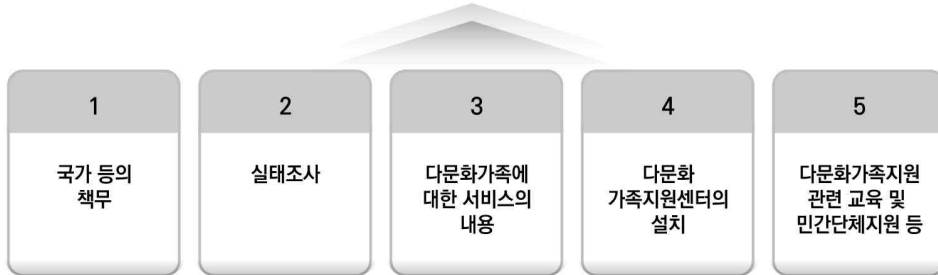 1
국가 등의
책무
2
실태조사
3
다문화가족에
대한 서비스의
내용
4
다문화
가족지원센터의
설치
5
다문화가족지원
관련 교육 및
민간단체지원 등